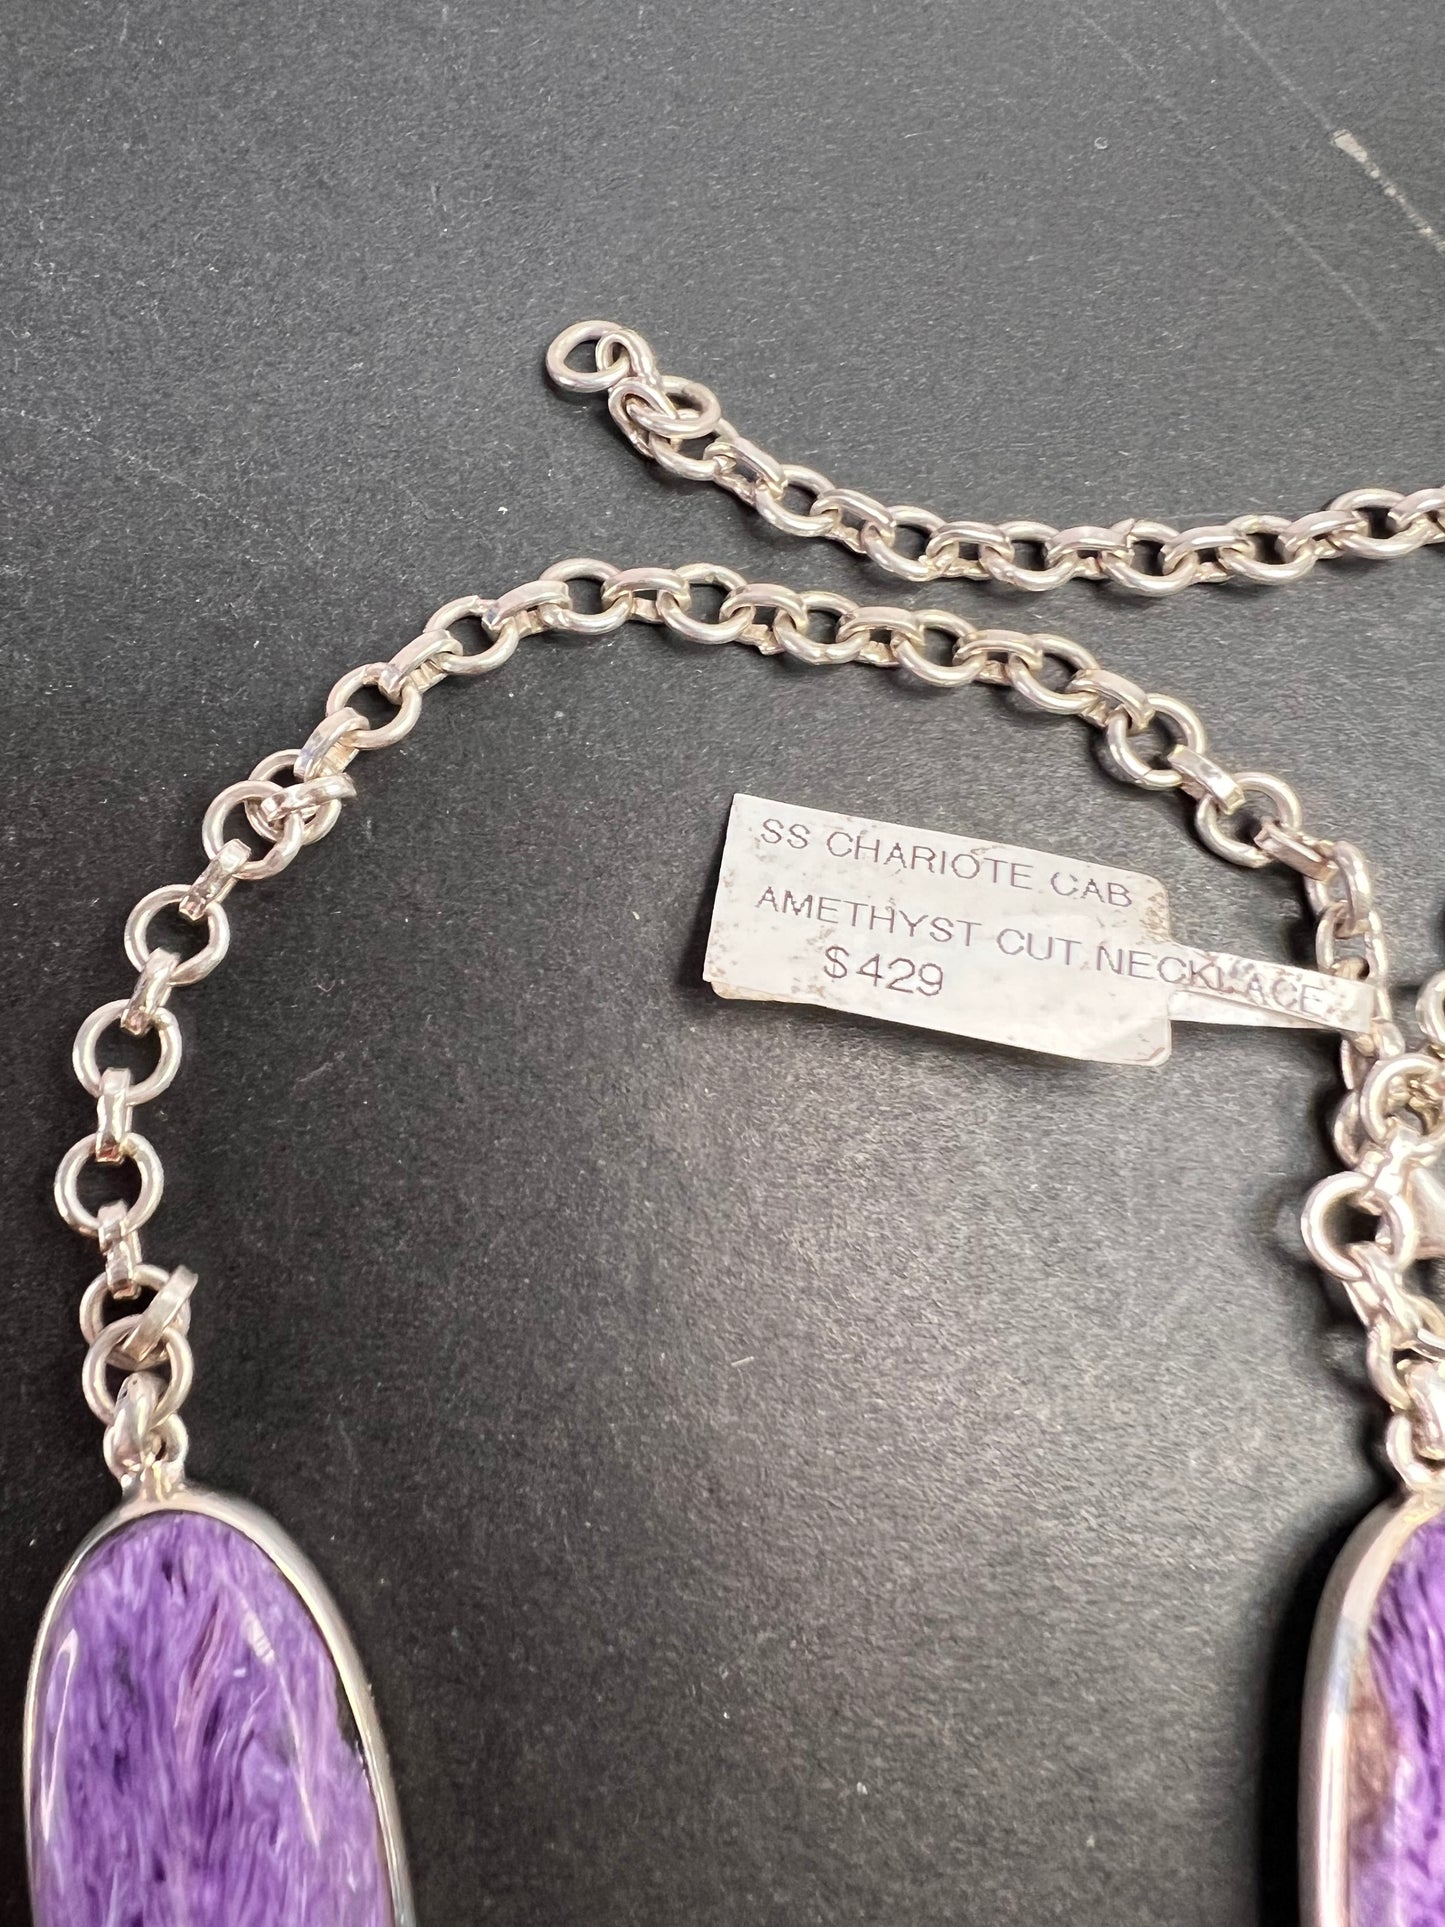 SS CHARIOTE CAB
AMETHYST CUT NECKLACE
$429